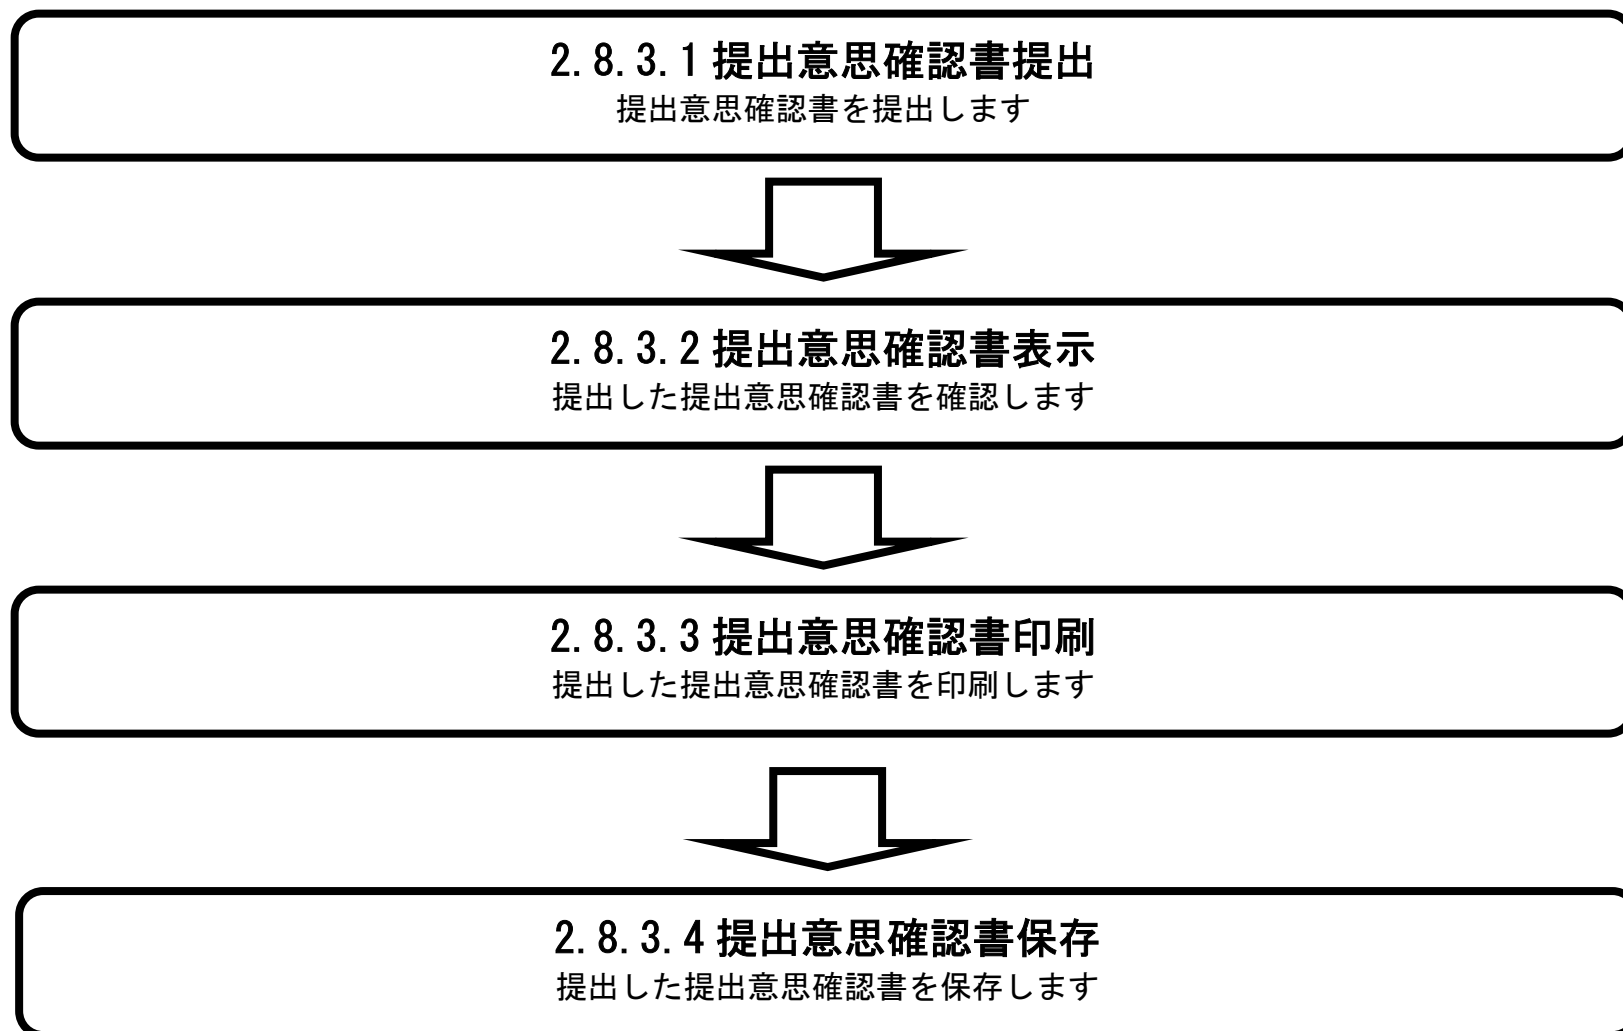 2.8.3.1 提出意思確認書提出
提出意思確認書を提出します
2.8.3.2 提出意思確認書表示
提出した提出意思確認書を確認します
2.8.3.3 提出意思確認書印刷
提出した提出意思確認書を印刷します
2.8.3.4 提出意思確認書保存
提出した提出意思確認書を保存します